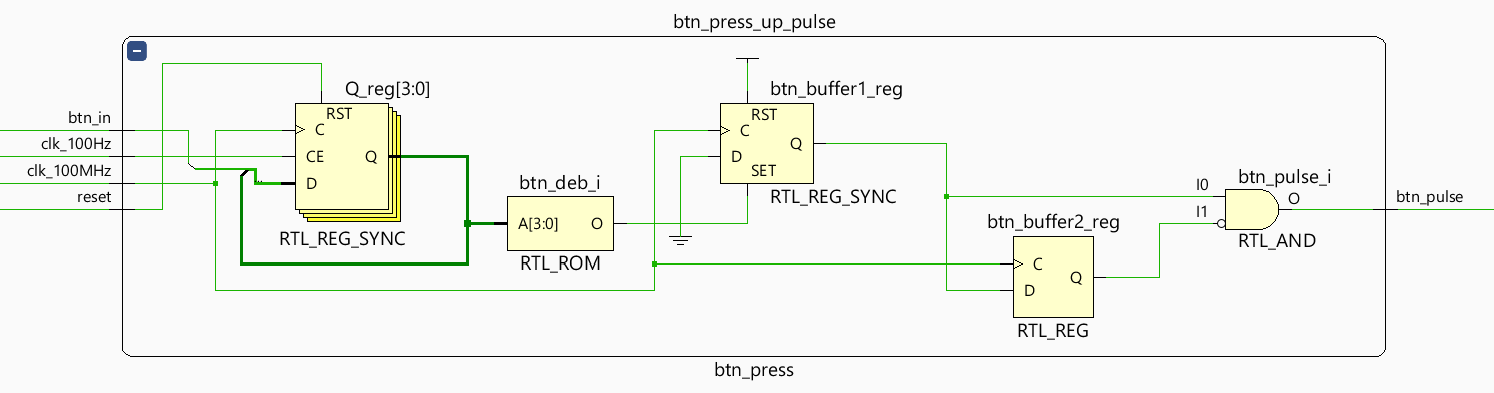 btn_press_up_pulse
Q_reg[3:0]
btn_buffer1_reg
btn_in
clk_100Hz
clk_100MHz
reset
RST
C
CE
D
Q
RTL_REG_SYNC
btn_deb_i
A[3:0]
O
RTL_ROM
RST
C
D
Q
SET
RTL_REG_SYNC
btn_buffer2_reg
C
D
Q
RTL_REG
I0
I1
btn_pulse_i
O
RTL_AND
btn_pulse
btn_press